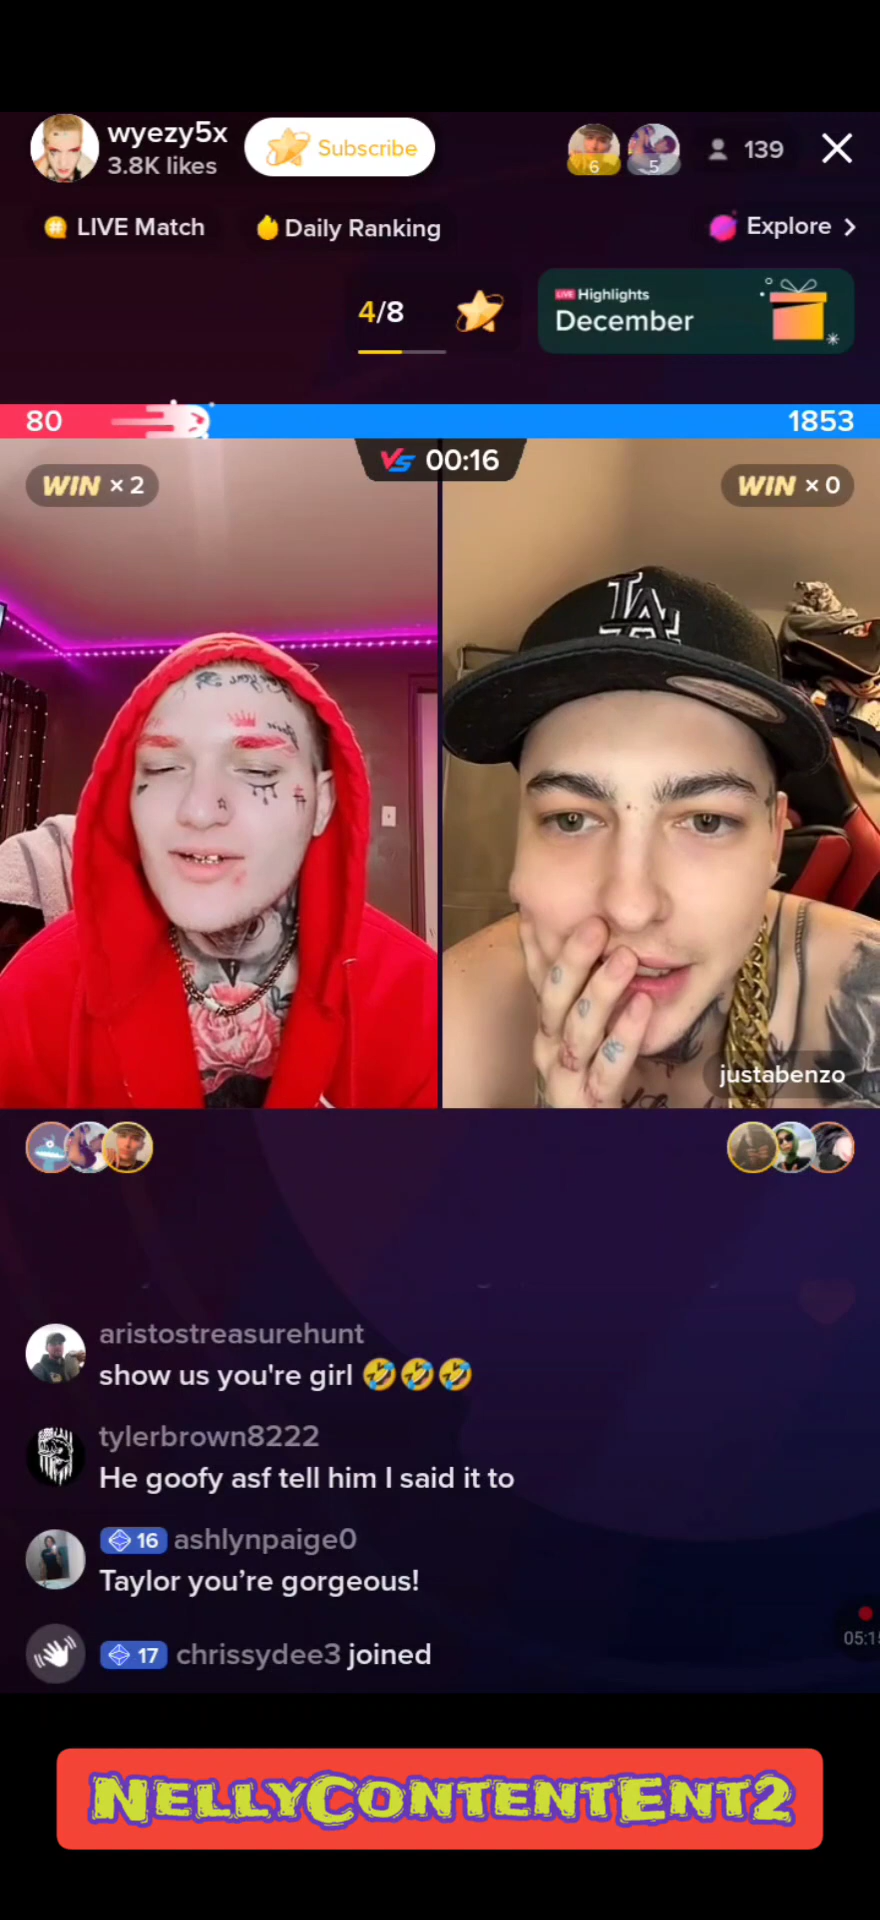 wyezy5x
3.8K likes
Subscribe
6
5
139
LIVE Match
Daily Ranking
Explore
4/8
LIVE Highlights
December
80
1853
VS 00:16
WIN × 2
WIN × 0
LA
justabenzo
aristostreasurehunt
show us you're girl 🤣🤣🤣
tylerbrown8222
He goofy asf tell him I said it to
16 ashlynpaige0
Taylor you’re gorgeous!
17 chrissydee3 joined
NELLYCONTENTENT2